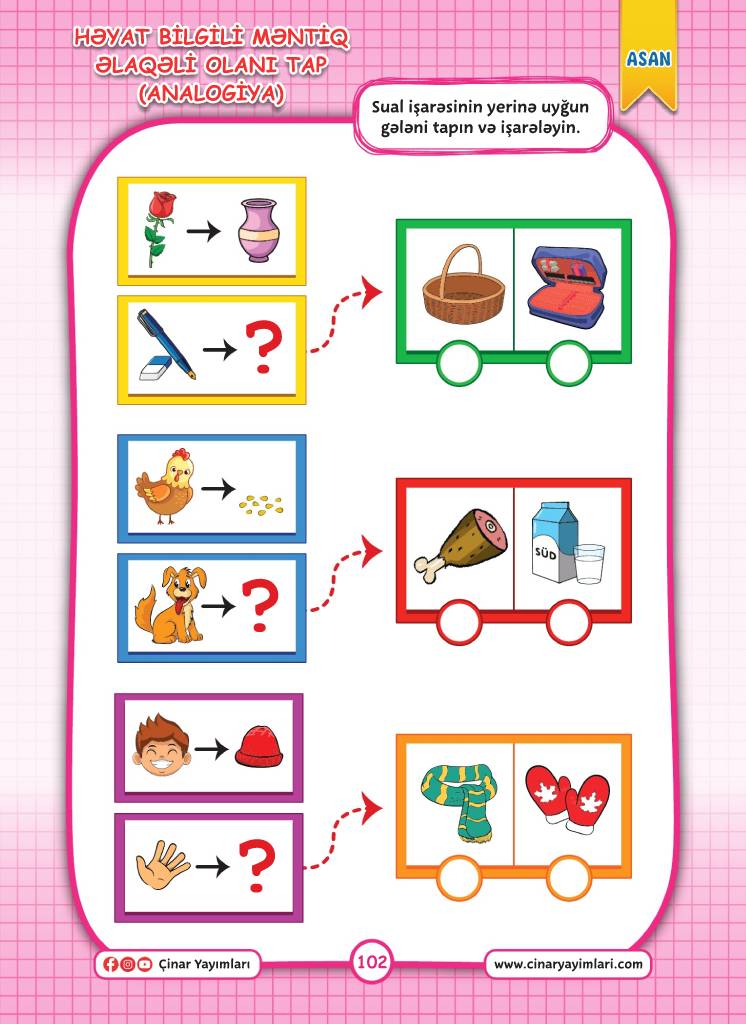 HƏYAT BİLGİLİ MƏNTİQ
ƏLAQƏLİ OLANI TAP
(ANALOGİYA)
ASAN
Sual işarəsinin yerinə uyğun
gələni tapın və işarələyin.
?
SÜD
?
?
Çinar Yayımları
102
www.cinaryayimlari.com